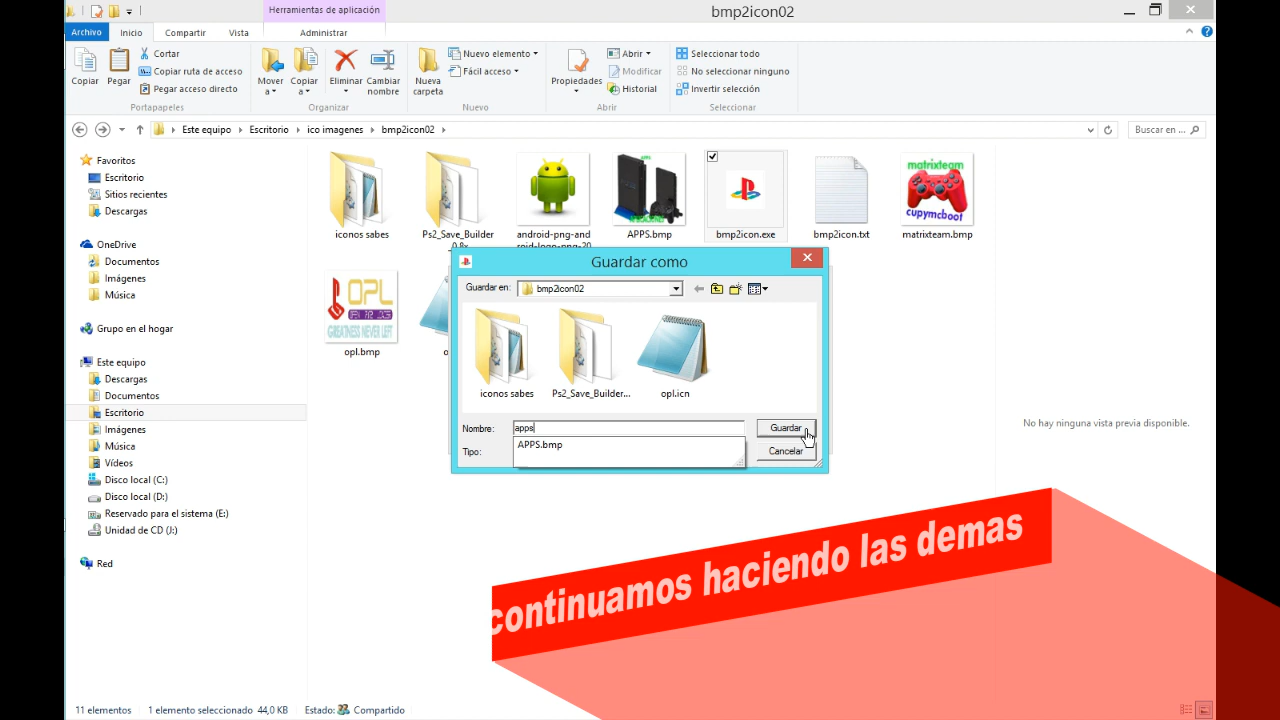 Herramientas de aplicación
bmp2icon02
Archivo
Inicio
Compartir
Vista
Administrar
Copiar
Pegar
Cortar
Copiar ruta de acceso
Pegar acceso directo
Portapapeles
Mover a
Copiar a
Eliminar
Cambiar nombre
Organizar
Nueva carpeta
Nuevo elemento
Fácil acceso
Nuevo
Propiedades
Abrir
Modificar
Historial
Abrir
Seleccionar todo
No seleccionar ninguno
Invertir selección
Seleccionar
Este equipo
Escritorio
ico imagenes
bmp2icon02
Buscar en ...
Favoritos
Escritorio
Sitios recientes
Descargas
OneDrive
Documentos
Imágenes
Música
Grupo en el hogar
Este equipo
Descargas
Documentos
Escritorio
Imágenes
Música
Vídeos
Disco local (C:)
Disco local (D:)
Reservado para el sistema (E:)
Unidad de CD (J:)
Red
iconos sabes
Ps2_Save_Builder
android-png-and
APPS.bmp
bmp2icon.exe
bmp2icon.txt
matrixteam
cupymcboot
matrixteam.bmp
OPL
GREATNESS NEVER LEFT
opl.bmp
Guardar como
Guardar en:
bmp2icon02
iconos sabes
Ps2_Save_Builder...
opl.icn
Nombre:
apps
Guardar
APPS.bmp
Tipo:
Cancelar
No hay ninguna vista previa disponible.
continuamos haciendo las demas
11 elementos
1 elemento seleccionado 44,0 KB
Estado:
Compartido